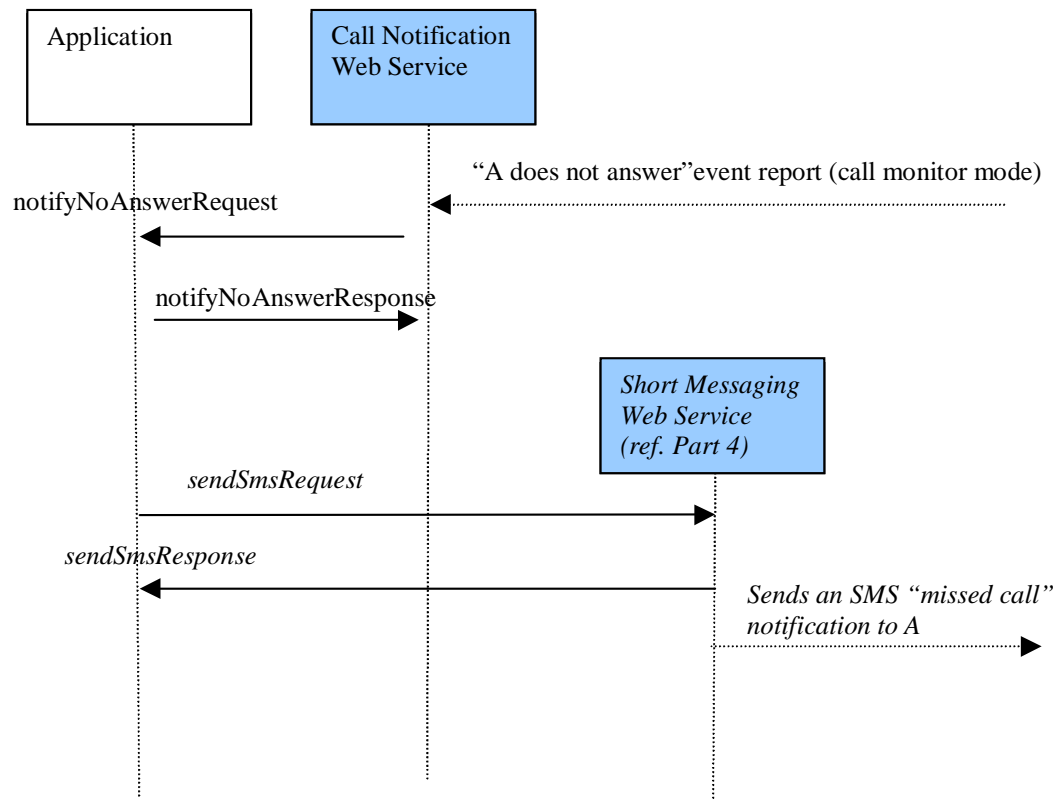 Application
Call Notification
Web Service
“A does not answer”event report (call monitor mode)
notifyNoAnswerRequest
notifyNoAnswerResponse
Short Messaging
Web Service
(ref. Part 4)
sendSmsRequest
sendSmsResponse
Sends an SMS “missed call”
notification to A